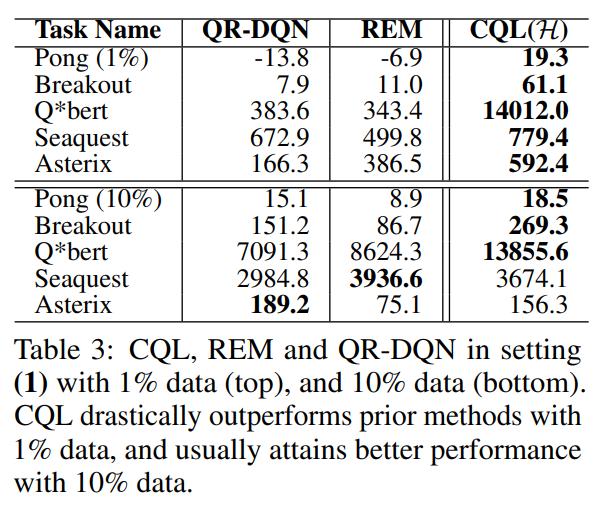 Task Name QR-DQN REM CQL(ℋ)
Pong (1%) -13.8 -6.9 19.3
Breakout 7.9 11.0 61.1
Q*bert 383.6 343.4 14012.0
Seaquest 672.9 499.8 779.4
Asterix 166.3 386.5 592.4
Pong (10%) 15.1 8.9 18.5
Breakout 151.2 86.7 269.3
Q*bert 7091.3 8624.3 13855.6
Seaquest 2984.8 3936.6 3674.1
Asterix 189.2 75.1 156.3
Table 3: CQL, REM and QR-DQN in setting
(1) with 1% data (top), and 10% data (bottom).
CQL drastically outperforms prior methods with
1% data, and usually attains better performance
with 10% data.